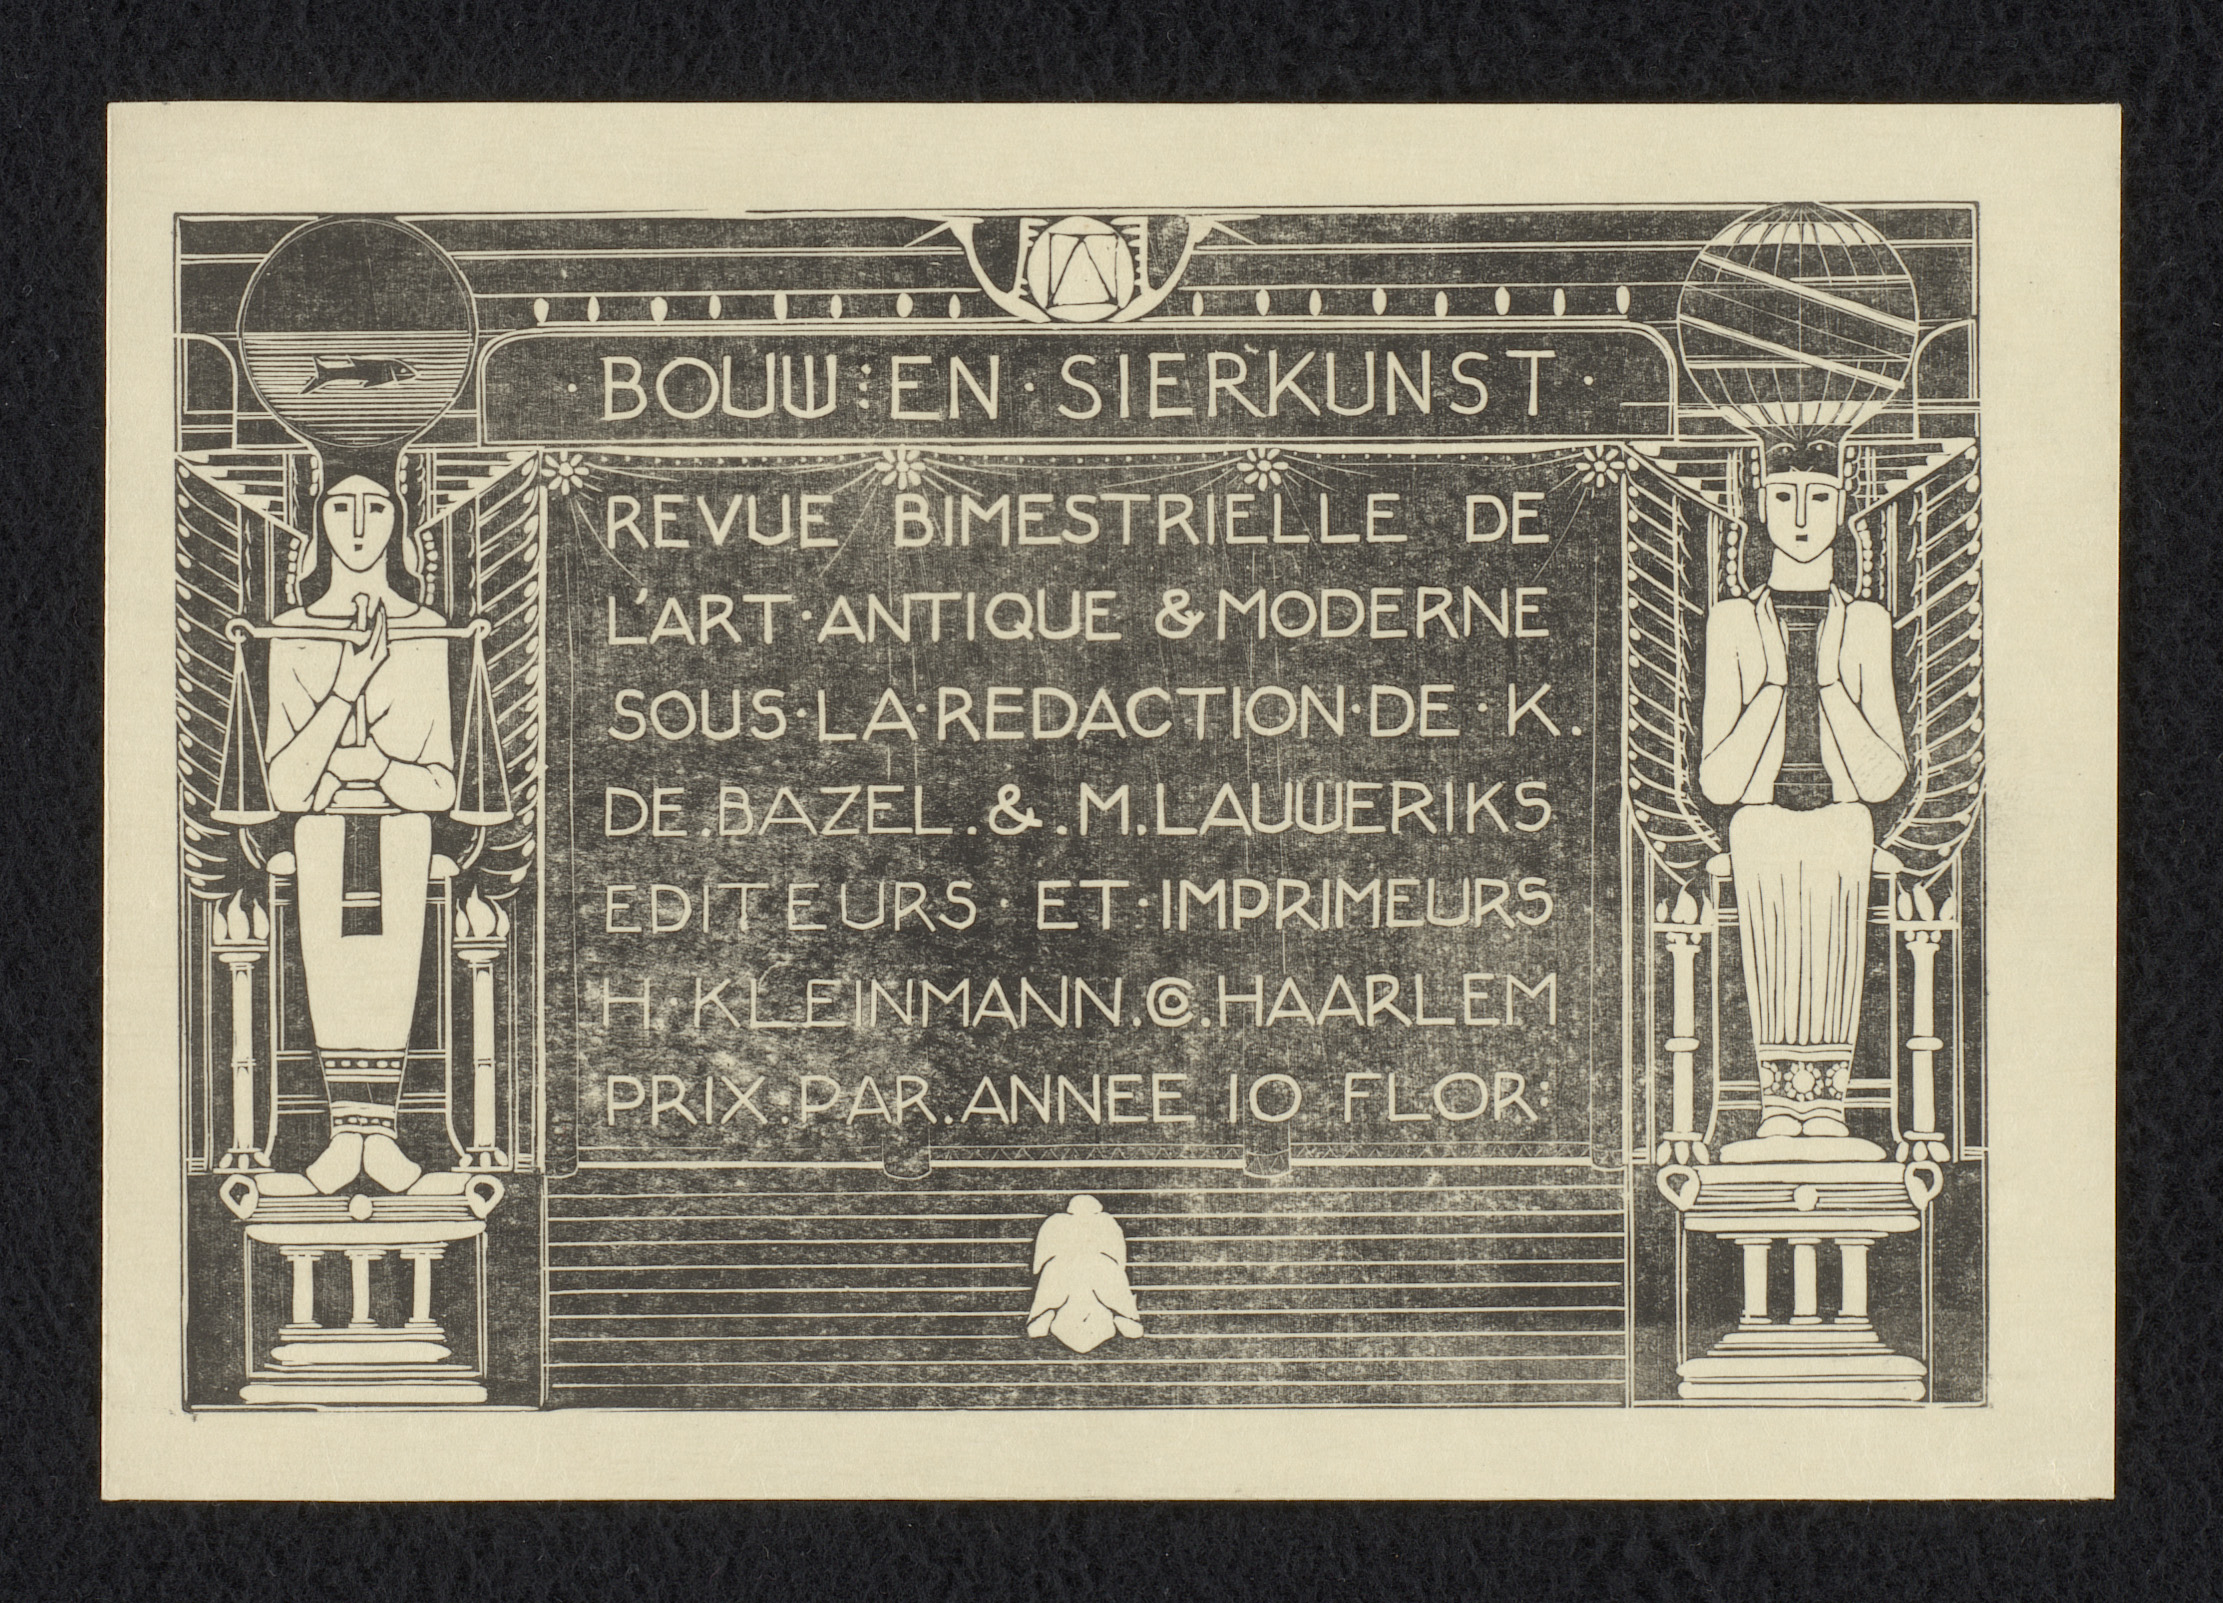 · BOUW : EN · SIERKUNST ·
REVUE BIMESTRIELLE DE
L'ART · ANTIQUE & MODERNE
SOUS · LA · REDACTION · DE · K.
DE . BAZEL . & . M . LAUWERIKS
EDITEURS · ET · IMPRIMEURS
H · KLEINMANN . Co . HAARLEM
PRIX . PAR . ANNEE 10 FLOR :